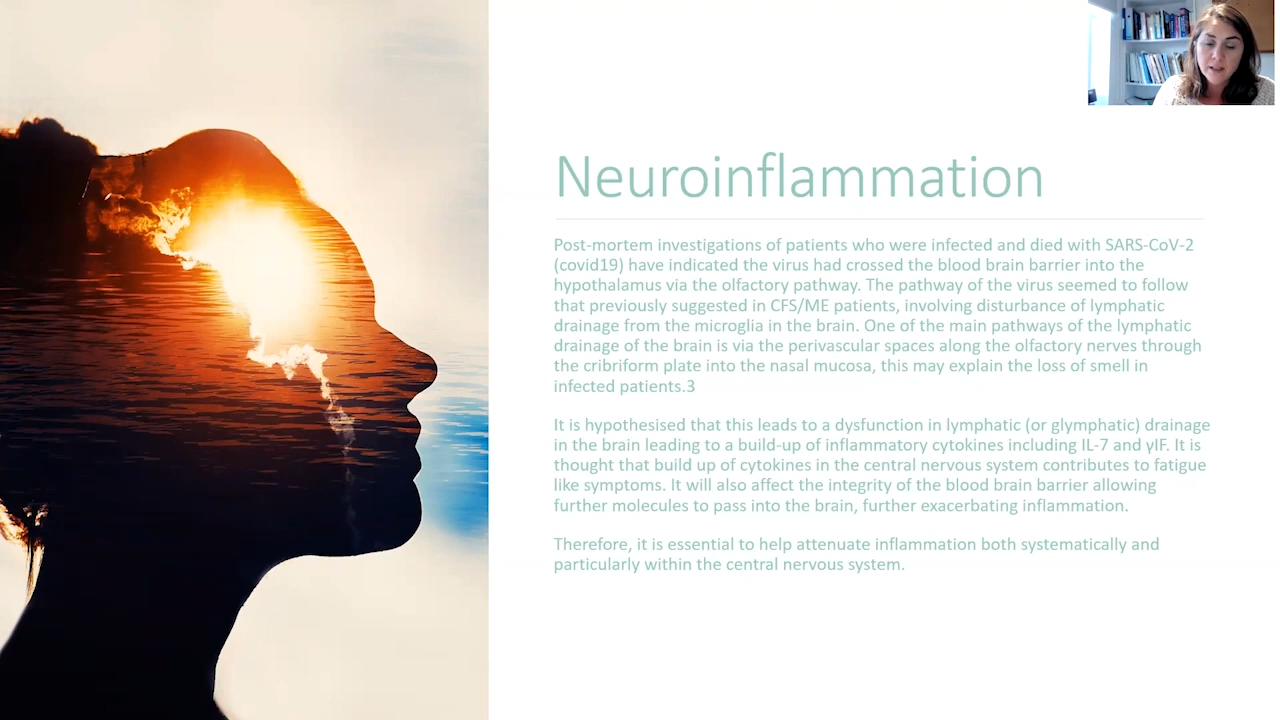 Neuroinflammation
Post-mortem investigations of patients who were infected and died with SARS-CoV-2
(covid19) have indicated the virus had crossed the blood brain barrier into the
hypothalamus via the olfactory pathway. The pathway of the virus seemed to follow
that previously suggested in CFS/ME patients, involving disturbance of lymphatic
drainage from the microglia in the brain. One of the main pathways of the lymphatic
drainage of the brain is via the perivascular spaces along the olfactory nerves through
the cribriform plate into the nasal mucosa, this may explain the loss of smell in
infected patients.3
It is hypothesised that this leads to a dysfunction in lymphatic (or glymphatic) drainage
in the brain leading to a build-up of inflammatory cytokines including IL-7 and yIF. It is
thought that build up of cytokines in the central nervous system contributes to fatigue
like symptoms. It will also affect the integrity of the blood brain barrier allowing
further molecules to pass into the brain, further exacerbating inflammation.
Therefore, it is essential to help attenuate inflammation both systematically and
particularly within the central nervous system.